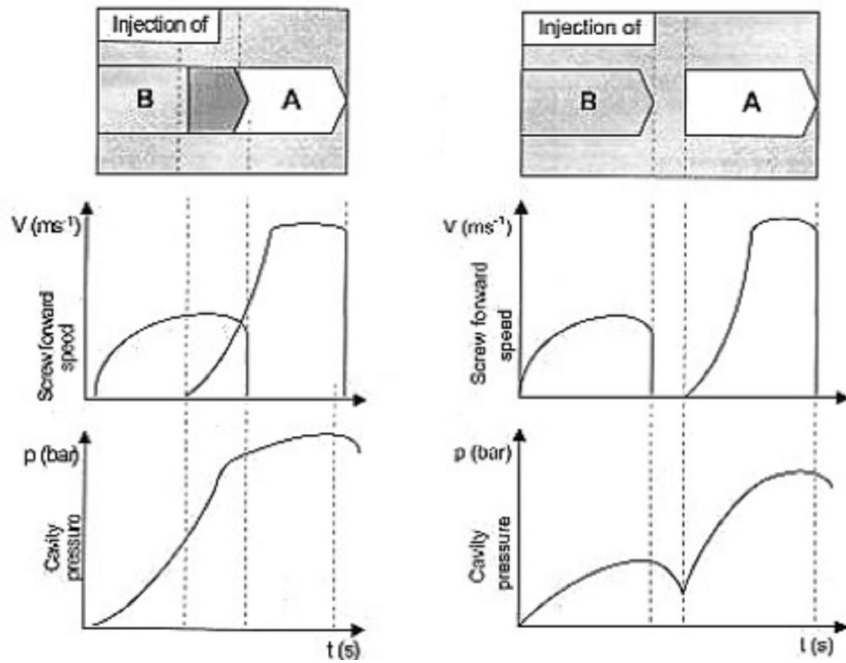 Injection of
B
A
V (ms⁻¹)
Screw forward
speed
p (bar)
Cavity
pressure
t (s)
Injection of
B
A
V (ms⁻¹)
Screw forward
speed
p (bar)
Cavity
pressure
t (s)